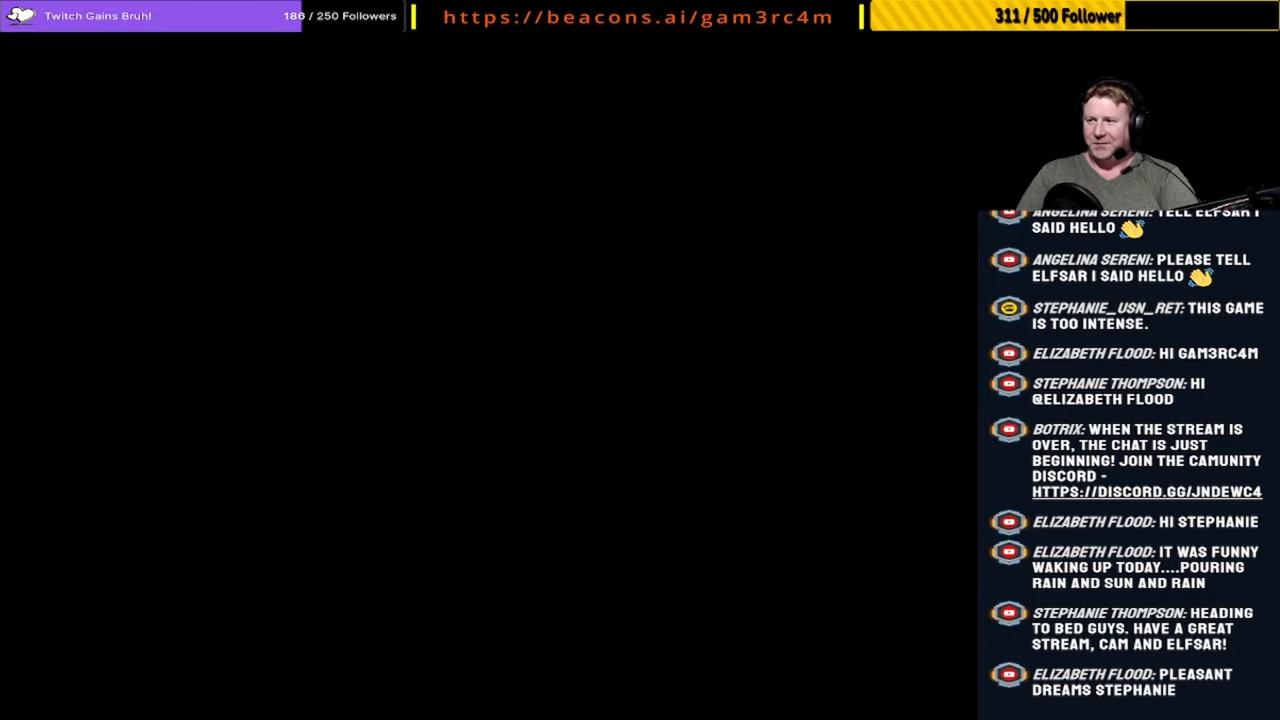 Twitch Gains Bruh!
186 / 250 Followers
https://beacons.ai/gam3rc4m
311 / 500 Follower
ANGELINA SERENI: TELL ELFSAR I
SAID HELLO
ANGELINA SERENI: PLEASE TELL
ELFSAR I SAID HELLO
STEPHANIE_USN_RET: THIS GAME
IS TOO INTENSE.
ELIZABETH FLOOD: HI GAM3RC4M
STEPHANIE THOMPSON: HI
@ELIZABETH FLOOD
BOTRIX: WHEN THE STREAM IS
OVER, THE CHAT IS JUST
BEGINNING! JOIN THE CAMUNITY
DISCORD -
HTTPS://DISCORD.GG/JNDEWC4
ELIZABETH FLOOD: HI STEPHANIE
ELIZABETH FLOOD: IT WAS FUNNY
WAKING UP TODAY....POURING
RAIN AND SUN AND RAIN
STEPHANIE THOMPSON: HEADING
TO BED GUYS. HAVE A GREAT
STREAM, CAM AND ELFSAR!
ELIZABETH FLOOD: PLEASANT
DREAMS STEPHANIE